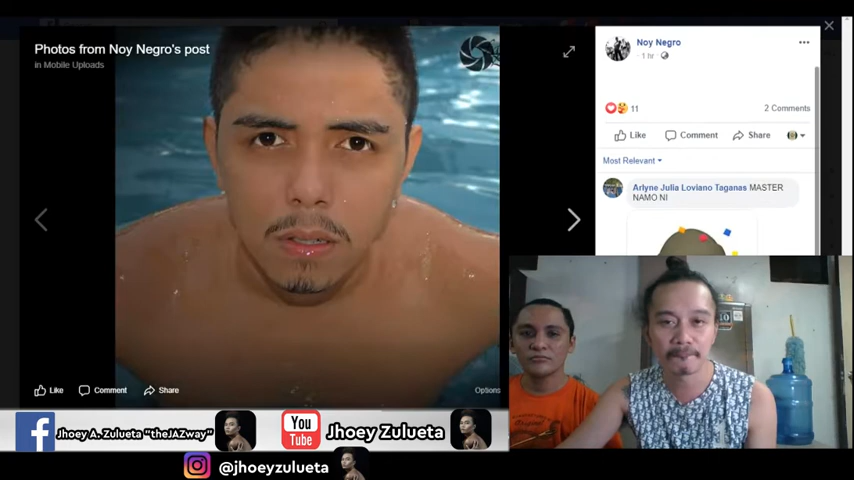 Photos from Noy Negro's post
in Mobile Uploads
Noy Negro
1 hr
11
2 Comments
Like
Comment
Share
Most Relevant
Arlyne Julia Loviano Taganas MASTER
NAMO NI
Like
Comment
Share
Options
Jhoey A. Zulueta "theJAZway"
You
Tube
Jhoey Zulueta
@jhoeyzulueta